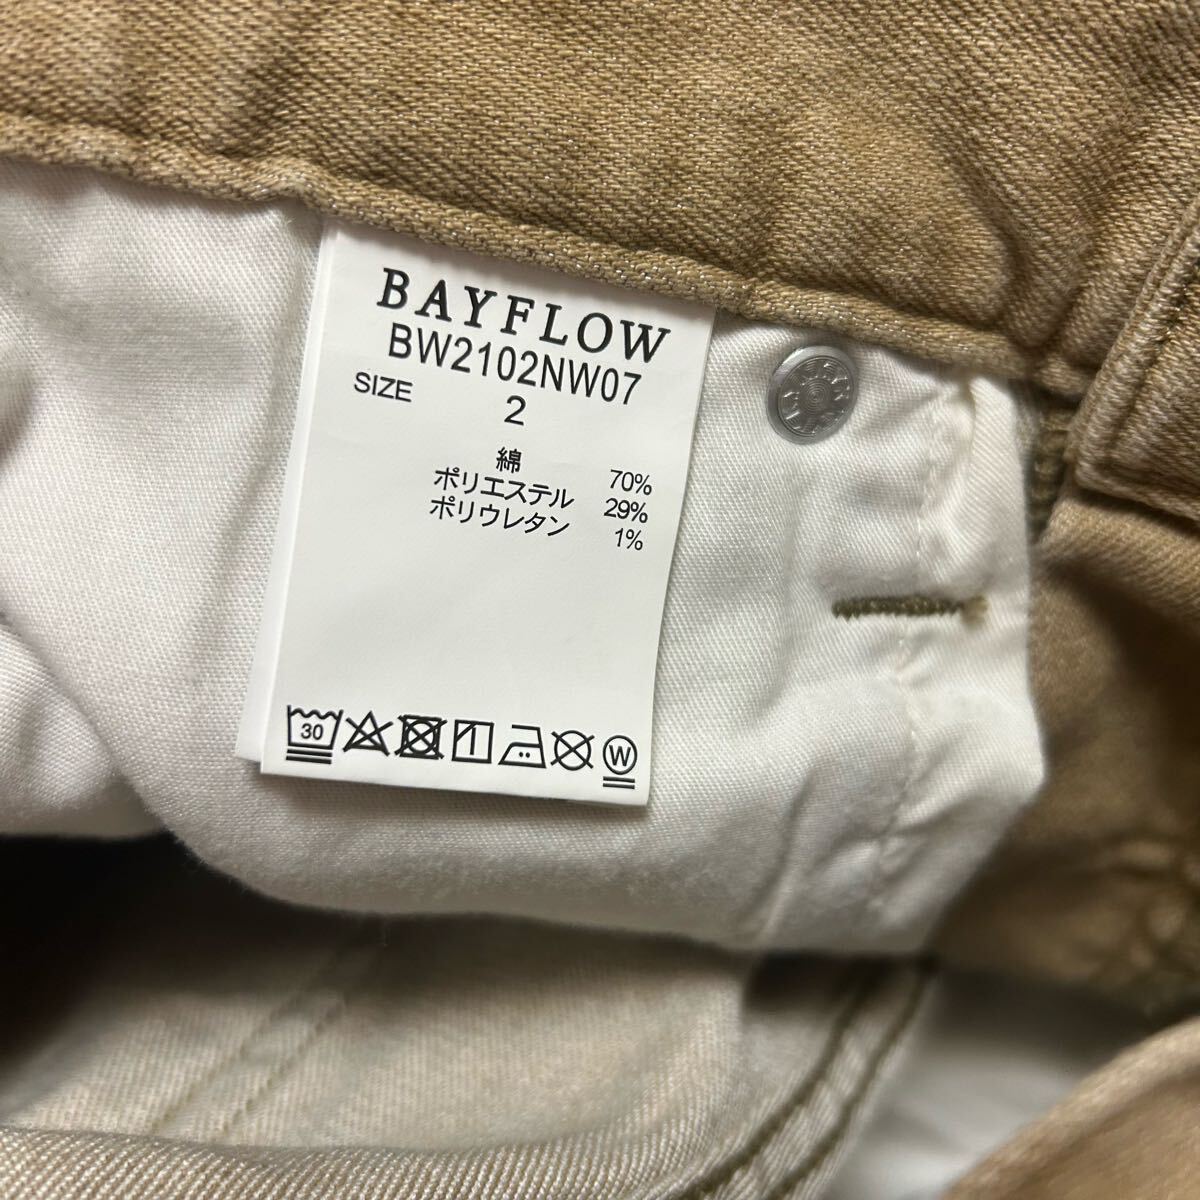 BAYFLOW
BW2102NW07
SIZE 2
綿 70%
ポリエステル 29%
ポリウレタン 1%
30
W